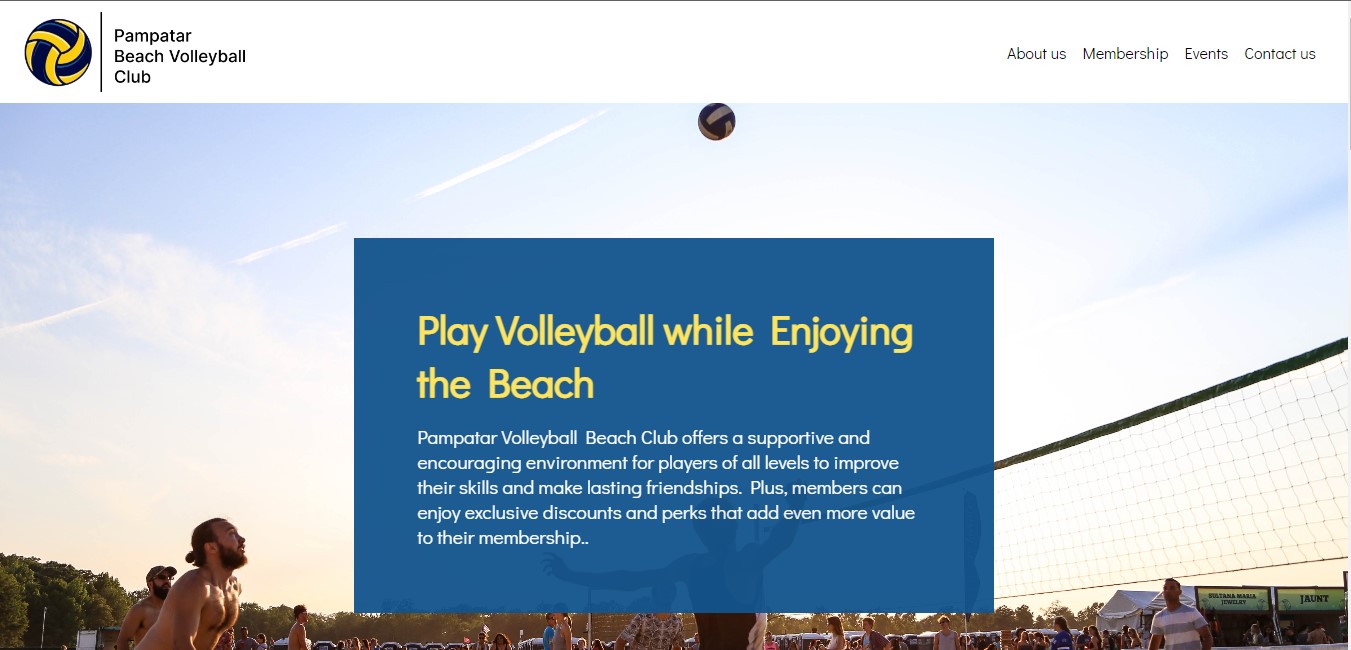 Pampatar
Beach Volleyball
Club
About us Membership Events Contact us
Play Volleyball while Enjoying
the Beach
Pampatar Volleyball Beach Club offers a supportive and
encouraging environment for players of all levels to improve
their skills and make lasting friendships. Plus, members can
enjoy exclusive discounts and perks that add even more value
to their membership..
SULTANA MARIA
JEWELRY
JAUNT